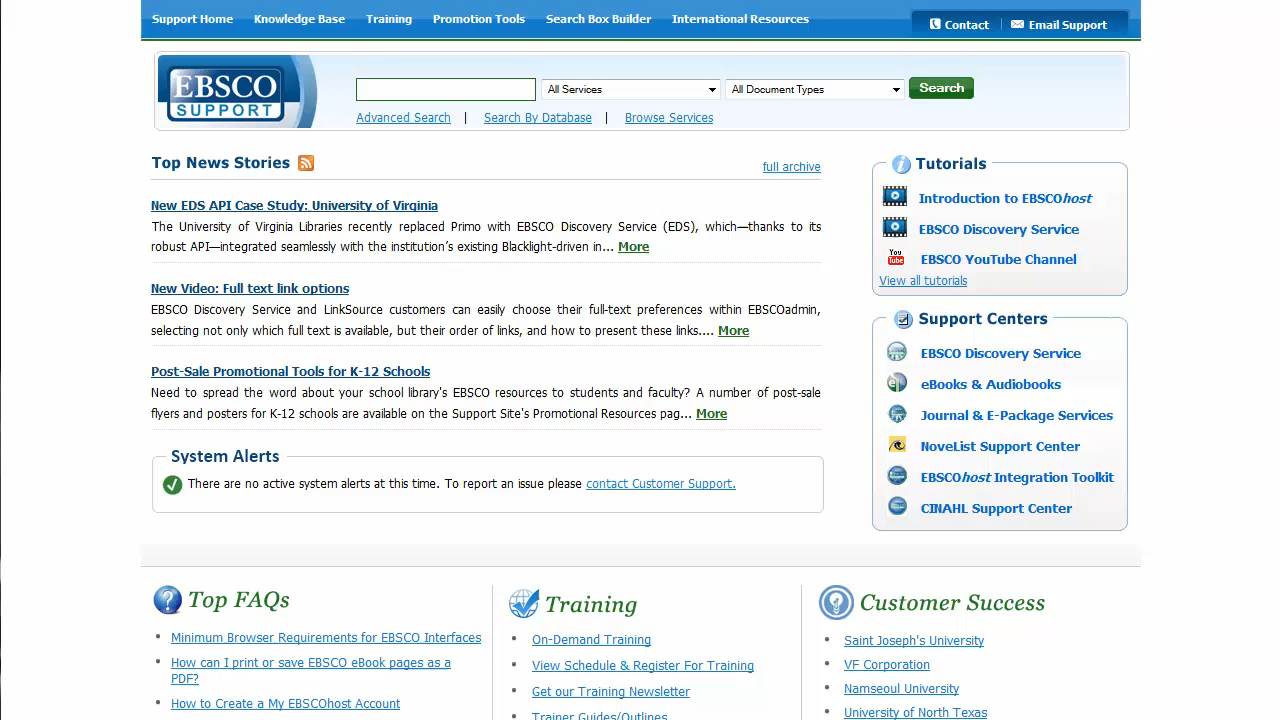 Support Home Knowledge Base Training Promotion Tools Search Box Builder International Resources Contact Email Support
EBSCO
SUPPORT
All Services All Document Types Search
Advanced Search | Search By Database | Browse Services
Top News Stories full archive
New EDS API Case Study: University of Virginia
The University of Virginia Libraries recently replaced Primo with EBSCO Discovery Service (EDS), which—thanks to its
robust API—integrated seamlessly with the institution's existing Blacklight-driven in... More
New Video: Full text link options
EBSCO Discovery Service and LinkSource customers can easily choose their full-text preferences within EBSCOadmin,
selecting not only which full text is available, but their order of links, and how to present these links.... More
Post-Sale Promotional Tools for K-12 Schools
Need to spread the word about your school library's EBSCO resources to students and faculty? A number of post-sale
flyers and posters for K-12 schools are available on the Support Site's Promotional Resources pag... More
System Alerts
There are no active system alerts at this time. To report an issue please contact Customer Support.
Tutorials
Introduction to EBSCOhost
EBSCO Discovery Service
You
Tube
EBSCO YouTube Channel
View all tutorials
Support Centers
EBSCO Discovery Service
eBooks & Audiobooks
Journal & E-Package Services
NoveList Support Center
EBSCOhost Integration Toolkit
CINAHL Support Center
Top FAQs
Minimum Browser Requirements for EBSCO Interfaces
How can I print or save EBSCO eBook pages as a
PDF?
How to Create a My EBSCOhost Account
Training
On-Demand Training
View Schedule & Register For Training
Get our Training Newsletter
Trainer Guides/Outlines
Customer Success
Saint Joseph's University
VF Corporation
Namseoul University
University of North Texas